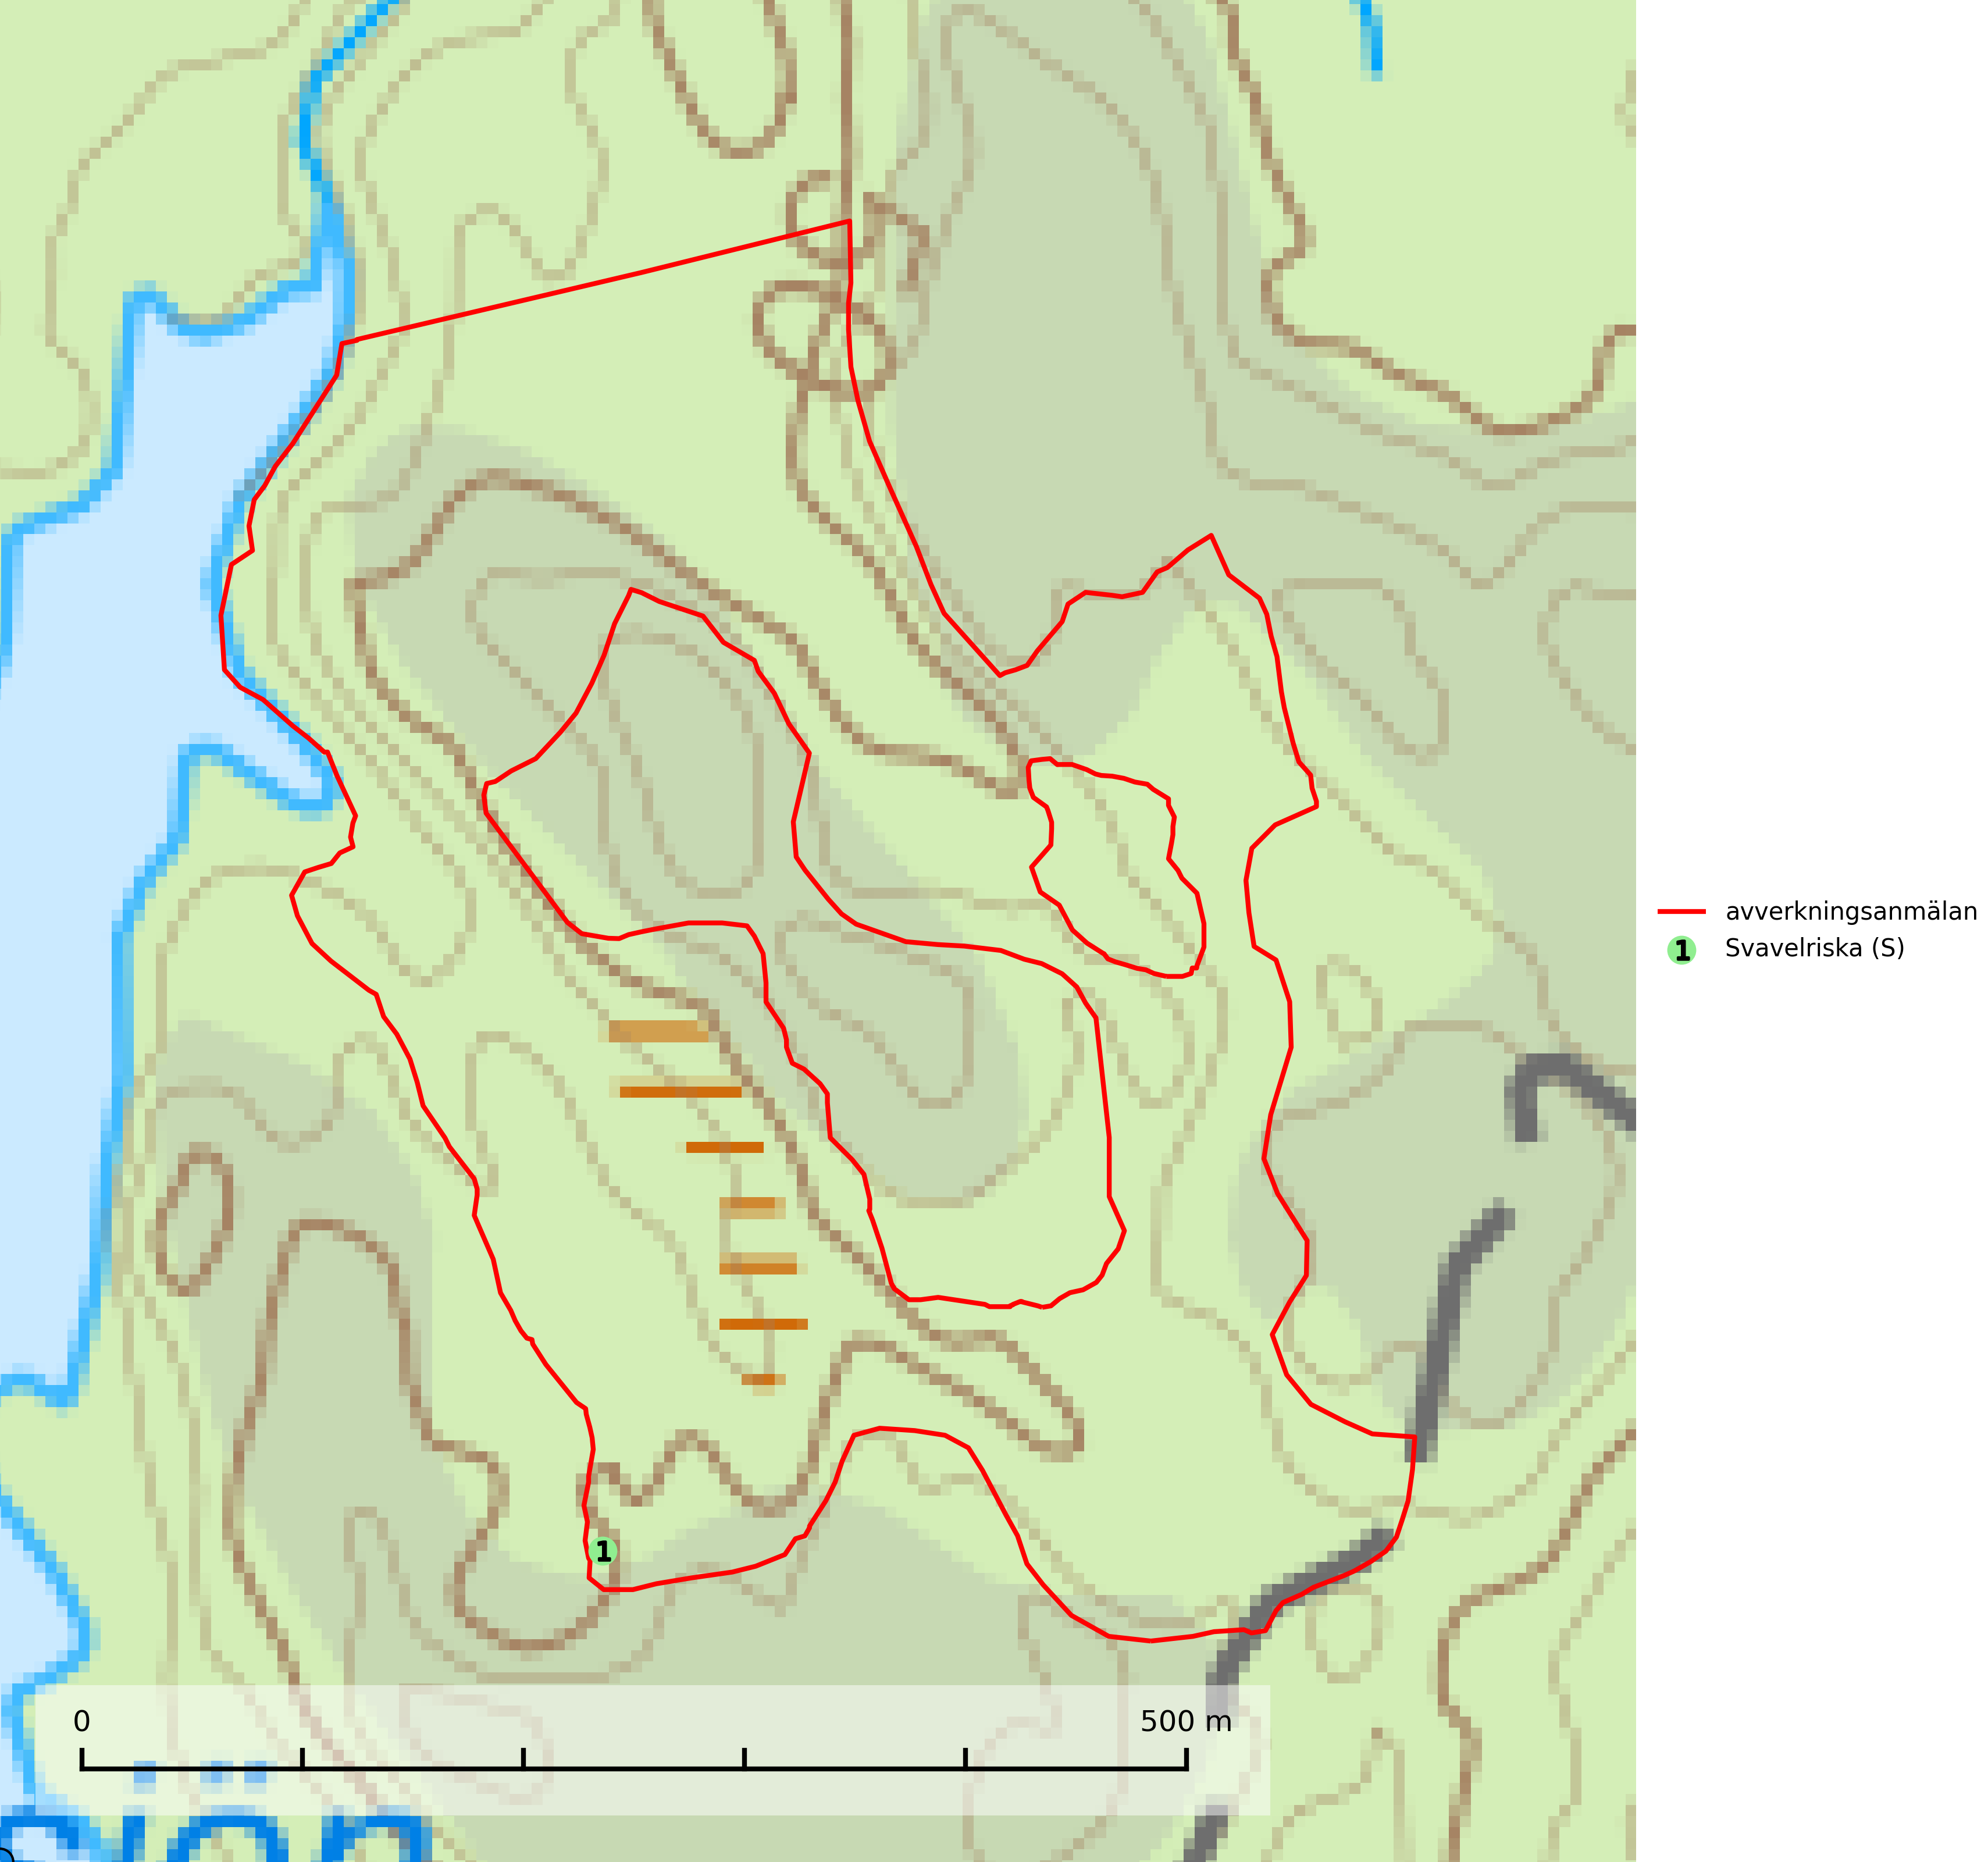 avverkningsanmälan
1 Svavelriska (S)
1
0 500 m